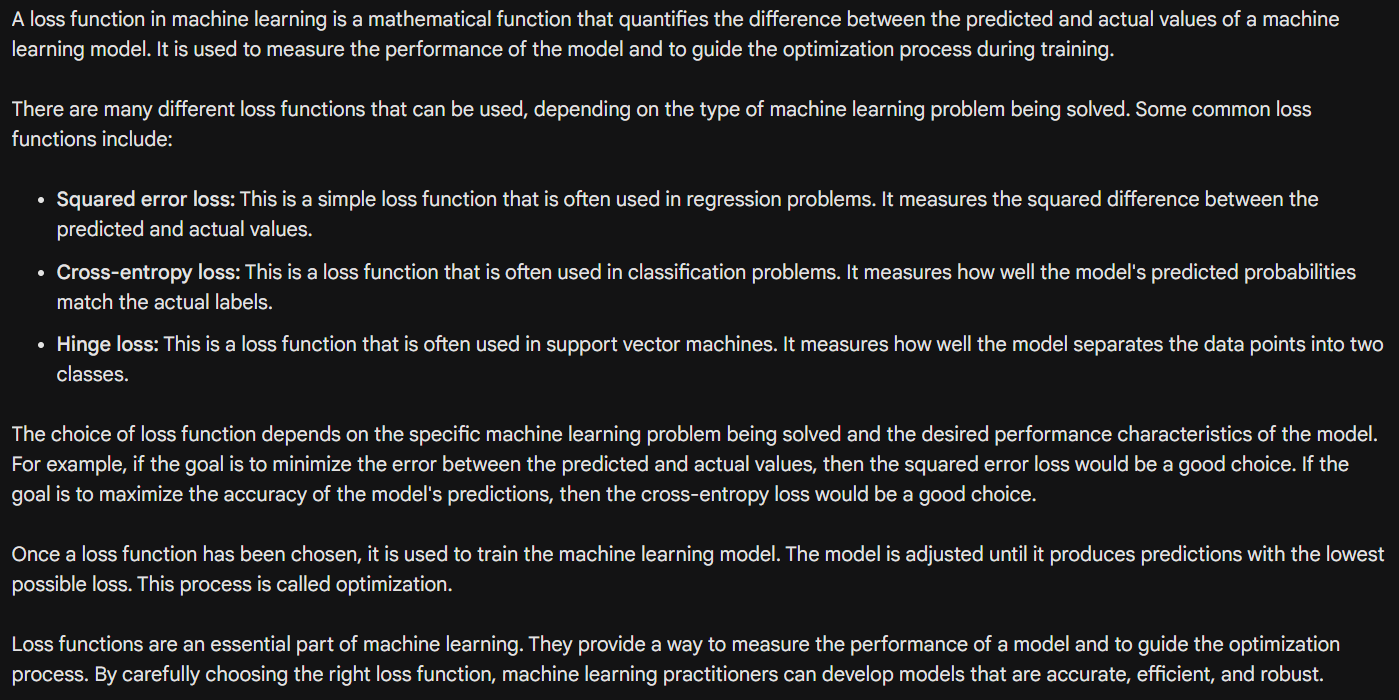 A loss function in machine learning is a mathematical function that quantifies the difference between the predicted and actual values of a machine
learning model. It is used to measure the performance of the model and to guide the optimization process during training.
There are many different loss functions that can be used, depending on the type of machine learning problem being solved. Some common loss
functions include:
• Squared error loss: This is a simple loss function that is often used in regression problems. It measures the squared difference between the
predicted and actual values.
• Cross-entropy loss: This is a loss function that is often used in classification problems. It measures how well the model's predicted probabilities
match the actual labels.
• Hinge loss: This is a loss function that is often used in support vector machines. It measures how well the model separates the data points into two
classes.
The choice of loss function depends on the specific machine learning problem being solved and the desired performance characteristics of the model.
For example, if the goal is to minimize the error between the predicted and actual values, then the squared error loss would be a good choice. If the
goal is to maximize the accuracy of the model's predictions, then the cross-entropy loss would be a good choice.
Once a loss function has been chosen, it is used to train the machine learning model. The model is adjusted until it produces predictions with the lowest
possible loss. This process is called optimization.
Loss functions are an essential part of machine learning. They provide a way to measure the performance of a model and to guide the optimization
process. By carefully choosing the right loss function, machine learning practitioners can develop models that are accurate, efficient, and robust.